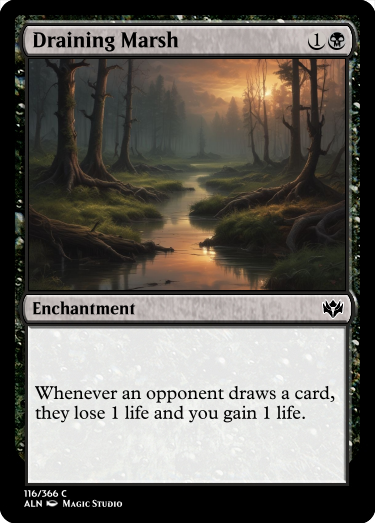 Draining Marsh 1
Enchantment
Whenever an opponent draws a card,
they lose 1 life and you gain 1 life.
116/366 C
ALN Magic Studio